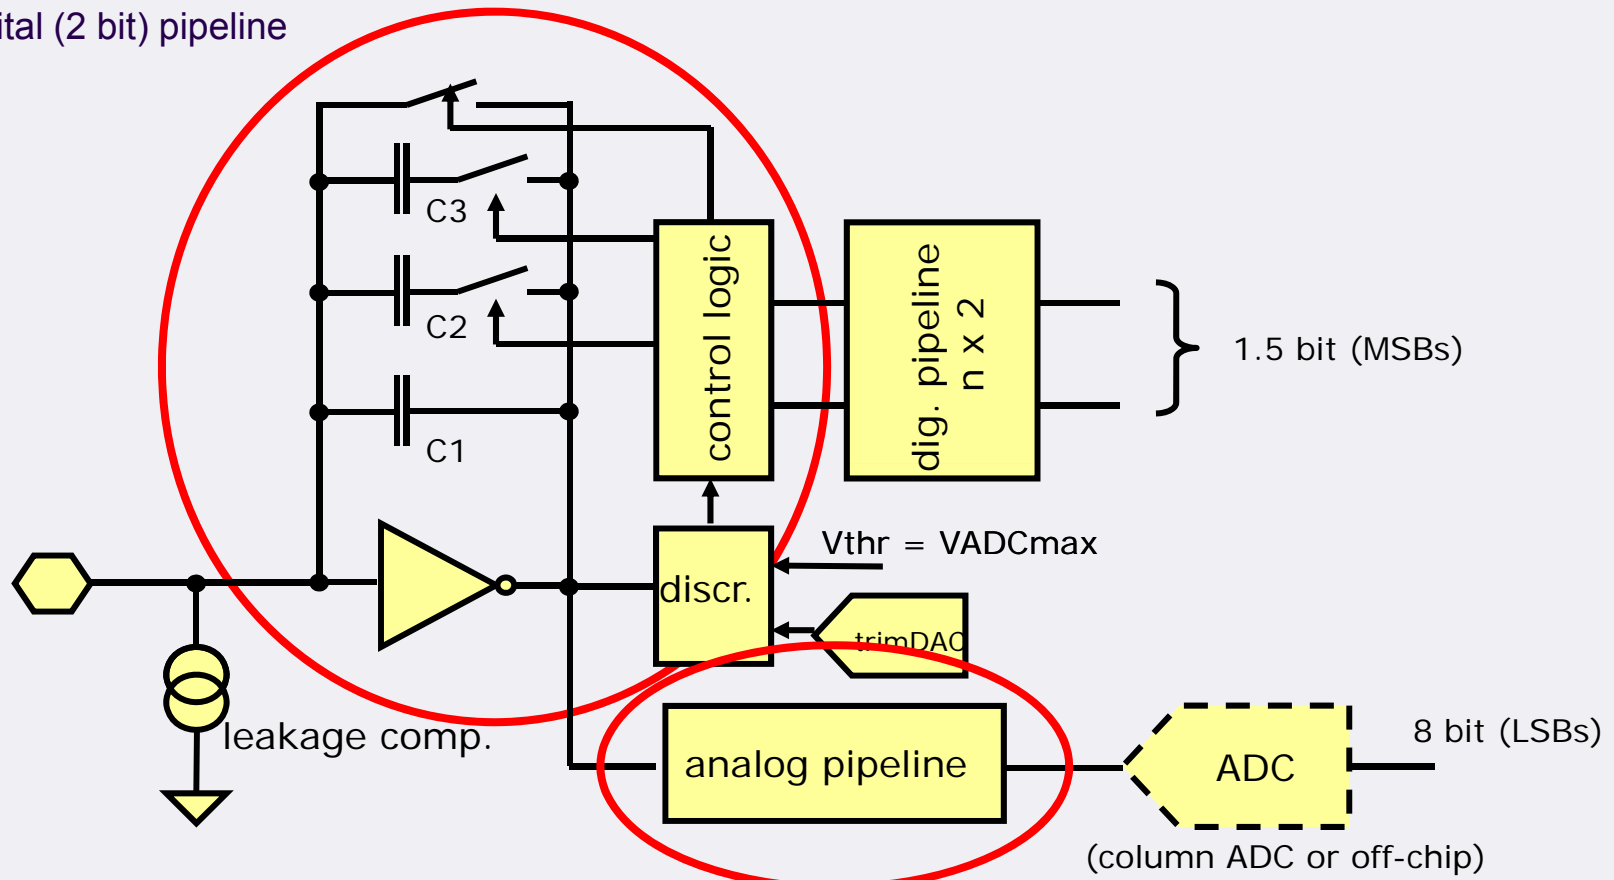 ital (2 bit) pipeline
C3
C2
C1
control logic
dig. pipeline
n x 2
1.5 bit (MSBs)
Vthr = VADCmax
discr.
trimDAC
leakage comp.
analog pipeline
ADC
8 bit (LSBs)
(column ADC or off-chip)